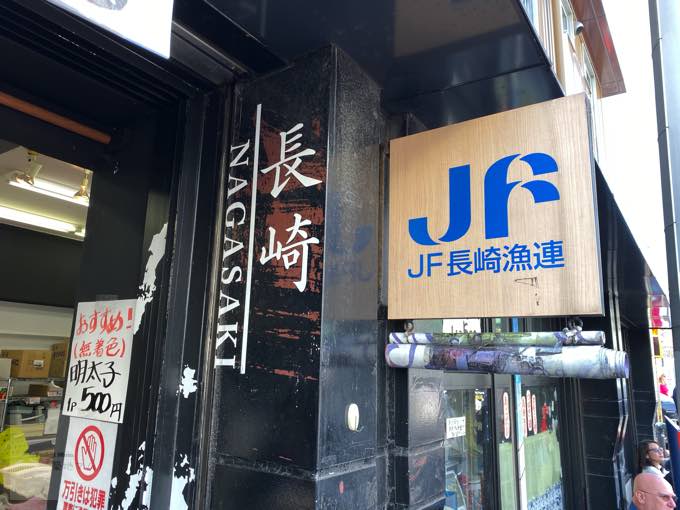 長崎
NAGASAKI
JF
JF長崎漁連
おすすめ!
(無着色)
明太子
1P 500円
万引きは犯罪